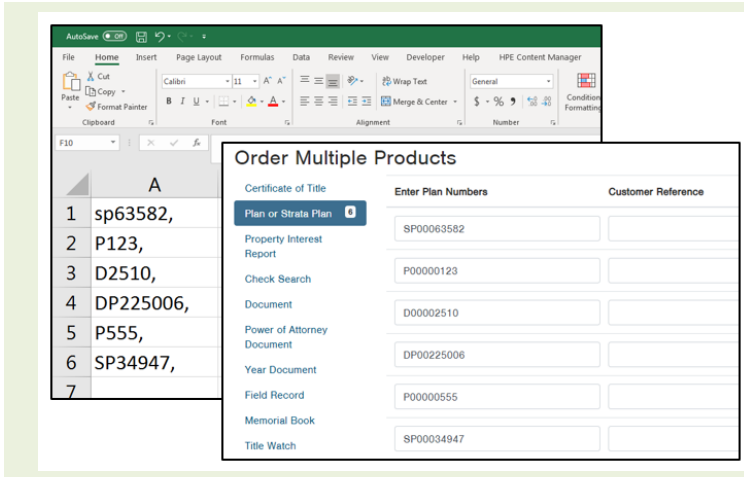 AutoSave Off
File Home Insert Page Layout Formulas Data Review View Developer Help HPE Content Manager
Paste
Cut
Copy
Format Painter
Clipboard
Calibri 11 A A
B I U A
Font
Wrap Text
Merge & Center
Alignment
General
$ % 9
Number
Condition
Formatting
F10 fx
A
1 sp63582,
2 P123,
3 D2510,
4 DP225006,
5 P555,
6 SP34947,
7
Order Multiple Products
Certificate of Title
Plan or Strata Plan 6
Property Interest
Report
Check Search
Document
Power of Attorney
Document
Year Document
Field Record
Memorial Book
Title Watch
Enter Plan Numbers Customer Reference
SP00063582
P00000123
D00002510
DP00225006
P00000555
SP00034947